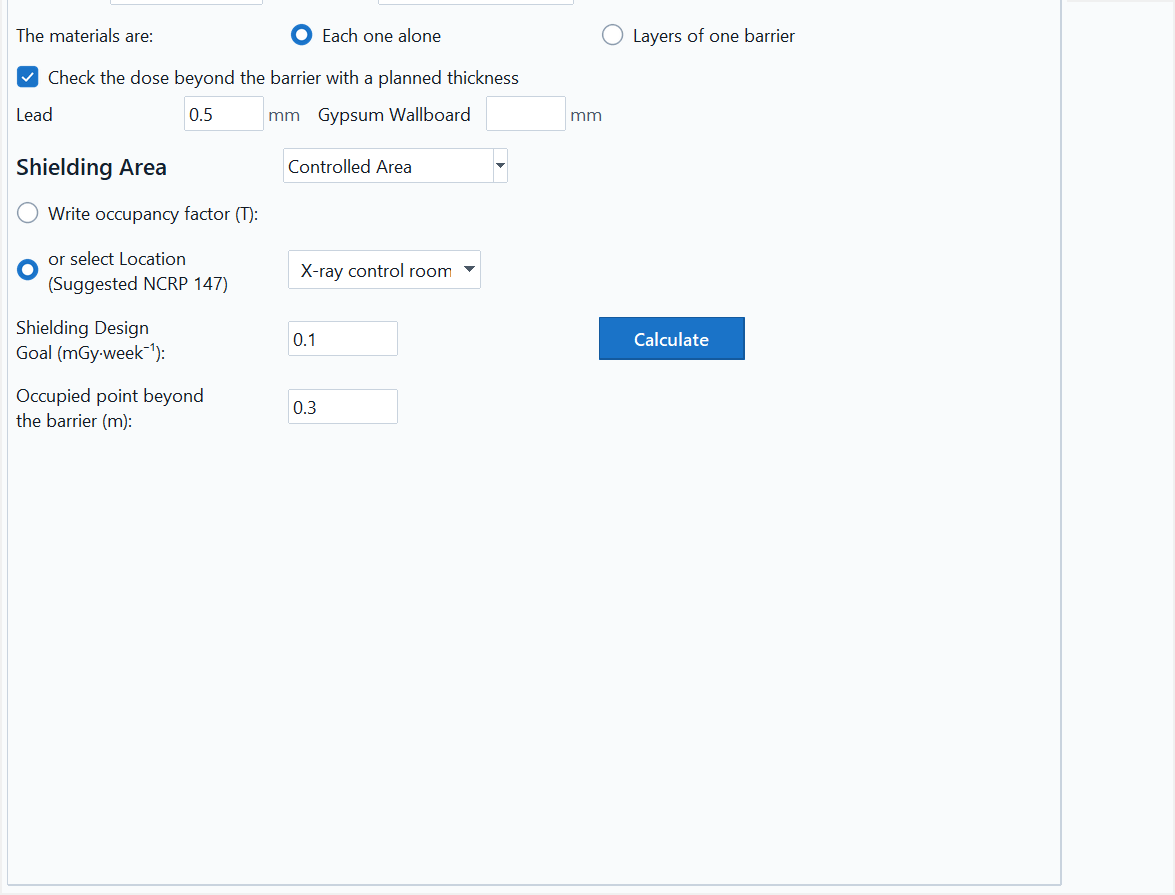 The materials are: Each one alone Layers of one barrier
Check the dose beyond the barrier with a planned thickness
Lead 0.5 mm Gypsum Wallboard mm
Shielding Area Controlled Area
Write occupancy factor (T):
or select Location
(Suggested NCRP 147) X-ray control room
Shielding Design
Goal (mGy·week⁻¹): 0.1 Calculate
Occupied point beyond
the barrier (m): 0.3